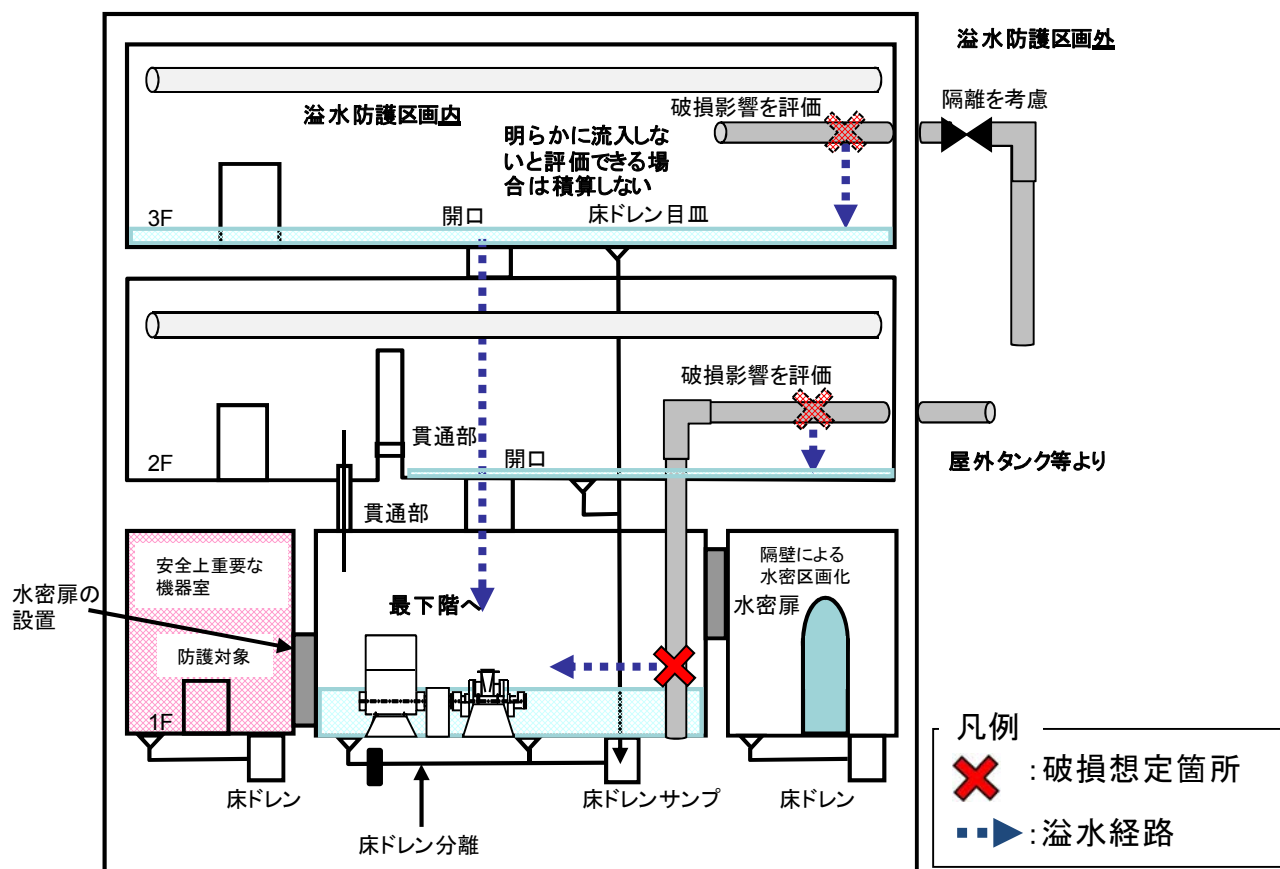 溢水防護区画外
隔離を考慮
破損影響を評価
溢水防護区画内
明らかに流入しな
いと評価できる場
合は積算しない
3F
開口
床ドレン目皿
破損影響を評価
貫通部
2F
開口
屋外タンク等より
貫通部
安全上重要な
機器室
隔壁による
水密区画化
水密扉の
設置
最下階へ
水密扉
防護対象
1F
床ドレン
床ドレンサンプ
床ドレン
床ドレン分離
凡例
:破損想定箇所
:溢水経路